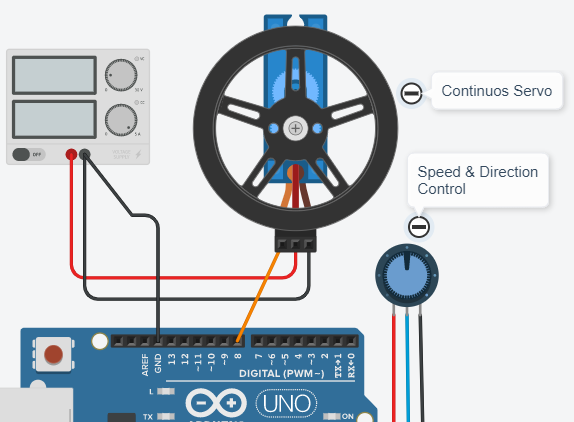 Continuos Servo
Speed & Direction
Control
OFF
AREF
GND
13
12
~11
~10
~9
8
7
~6
~5
4
~3
2
TX→1
RX←0
DIGITAL (PWM~)
L
TX
UNO
ON